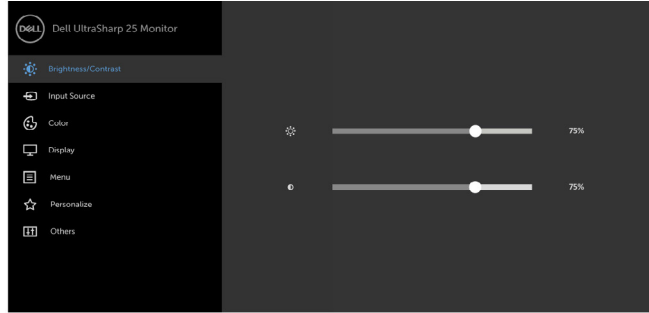 DELL Dell UltraSharp 25 Monitor
Brightness/Contrast
Input Source
Color
75%
Display
Menu
75%
Personalize
Others